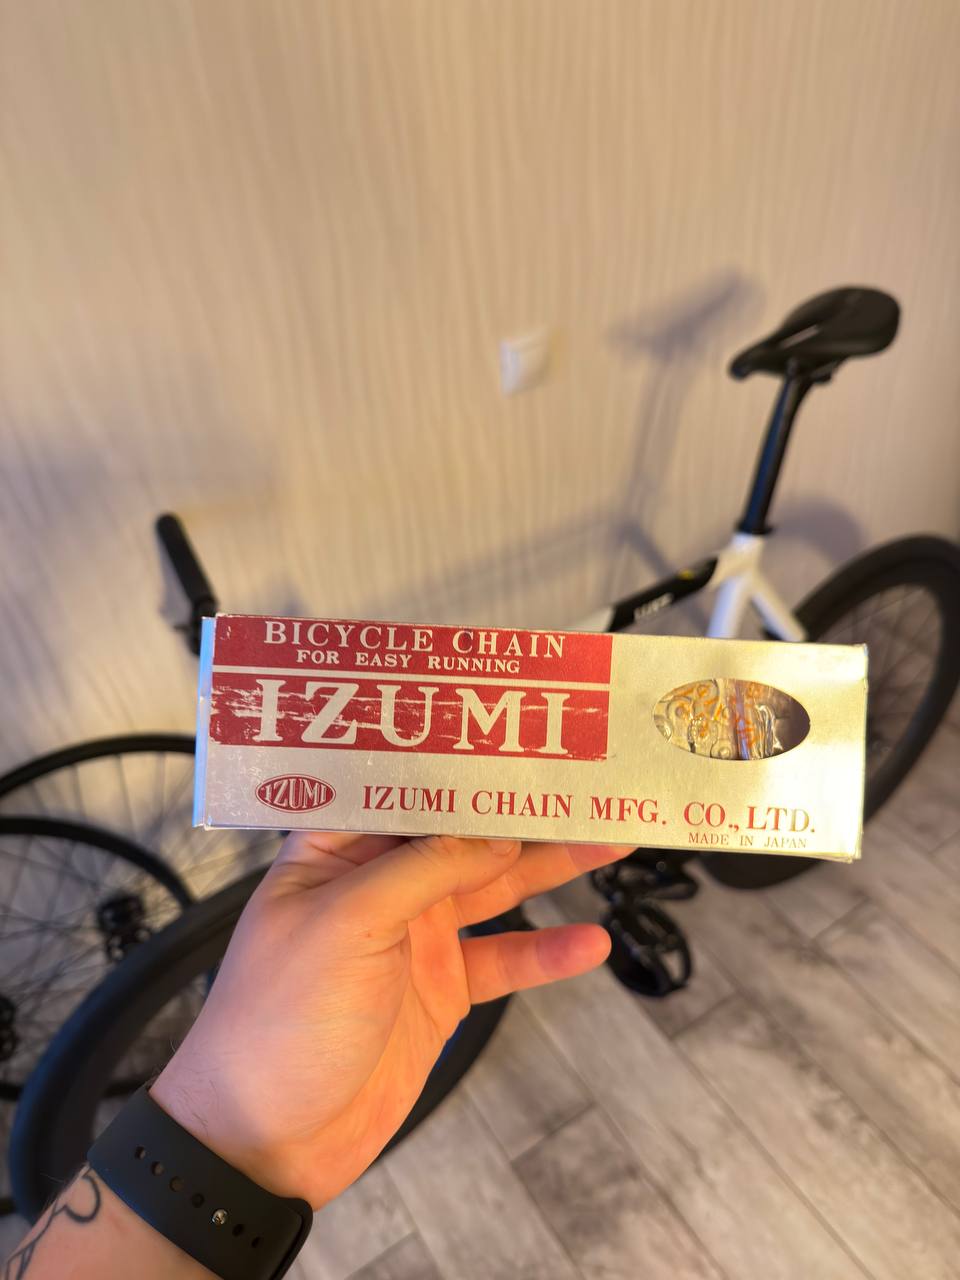 BICYCLE CHAIN
FOR EASY RUNNING
IZUMI
IZUMI
IZUMI CHAIN MFG. CO., LTD.
MADE IN JAPAN